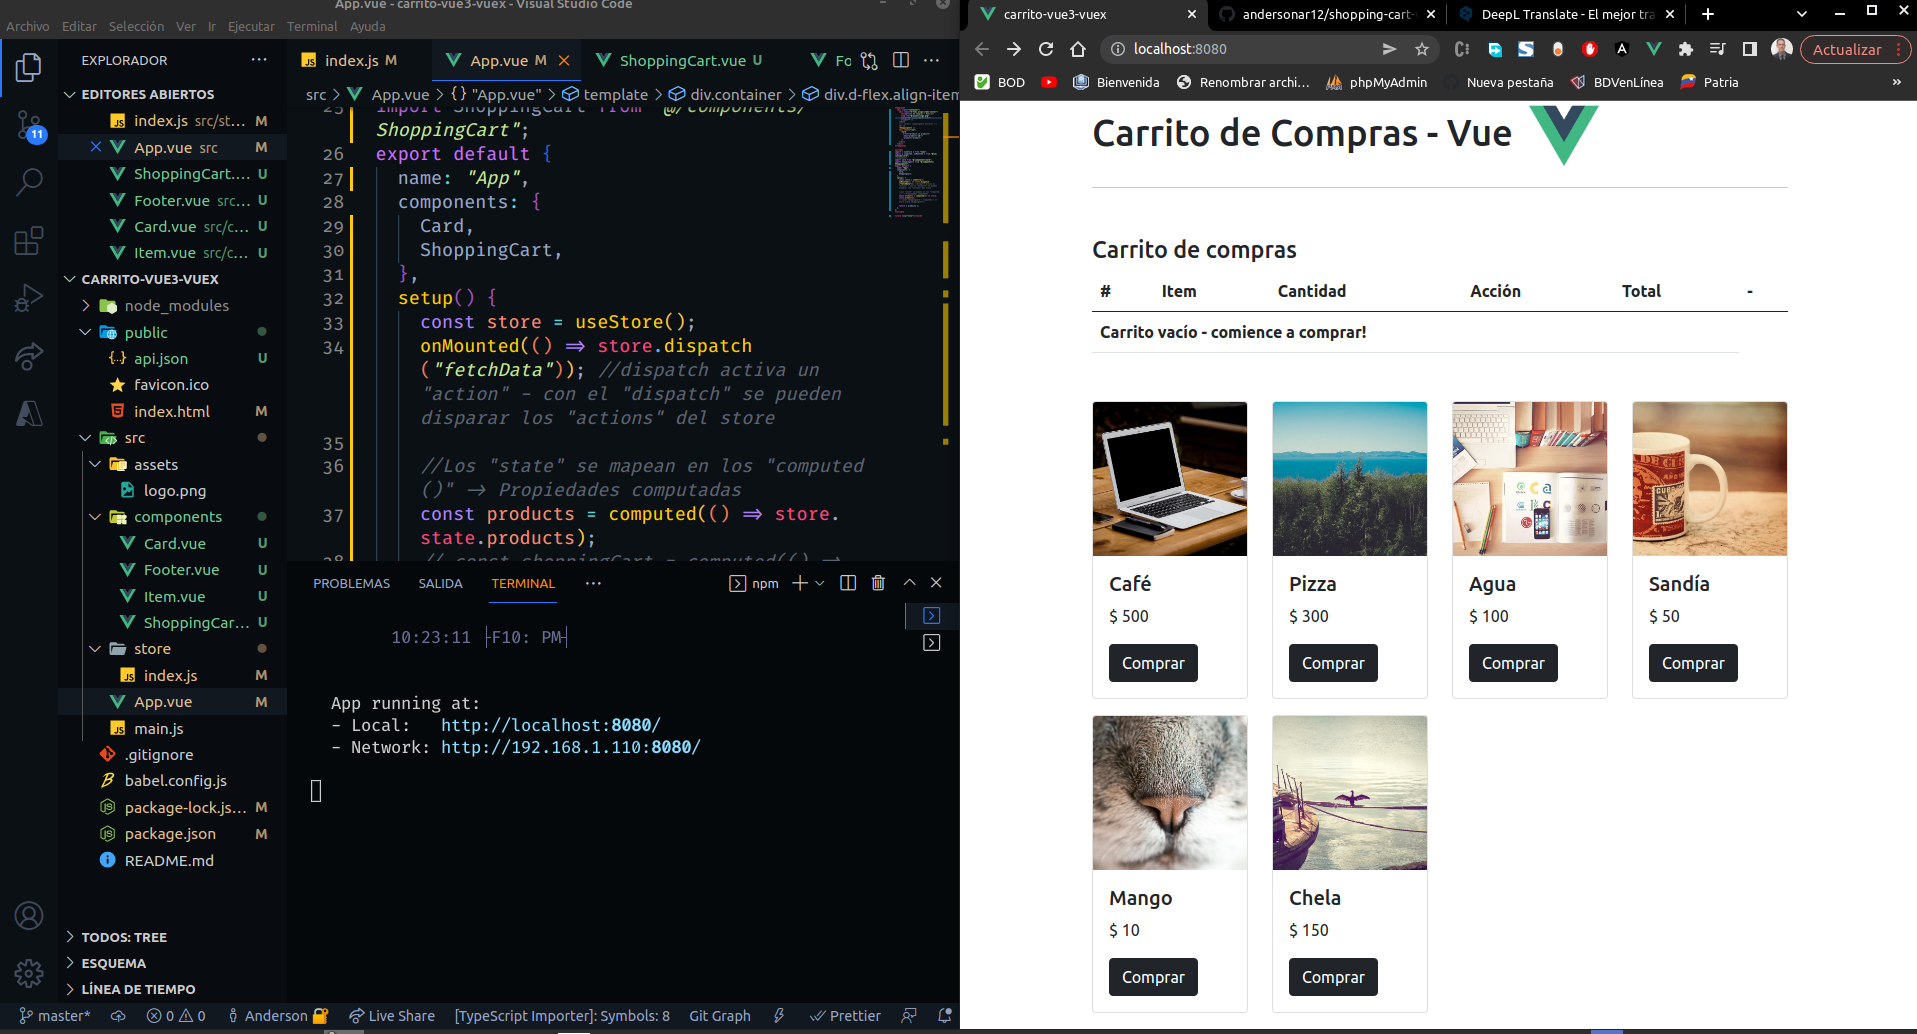 App.vue - carrito-vue3-vuex - Visual Studio Code
Archivo Editar Selección Ver Ir Ejecutar Terminal Ayuda
EXPLORADOR
EDITORES ABIERTOS
index.js src/st... M
App.vue src M
ShoppingCart.... U
Footer.vue src... U
Card.vue src/c... U
Item.vue src/c... U
CARRITO-VUE3-VUEX
node_modules
public
api.json U
favicon.ico
index.html M
src
assets
logo.png
components
Card.vue U
Footer.vue U
Item.vue U
ShoppingCar... U
store
index.js M
App.vue M
main.js
.gitignore
babel.config.js
package-lock.js... M
package.json M
README.md
TODOS: TREE
ESQUEMA
LÍNEA DE TIEMPO
11
index.js M App.vue M ShoppingCart.vue U Fo
src > App.vue > {} "App.vue" > template > div.container > div.d-flex.align-item
25 import ShoppingCart from "@/components/
ShoppingCart";
26 export default {
27 name: "App",
28 components: {
29 Card,
30 ShoppingCart,
31 },
32 setup() {
33 const store = useStore();
34 onMounted(() => store.dispatch
("fetchData")); //dispatch activa un
"action" - con el "dispatch" se pueden
disparar los "actions" del store
35
36 //Los "state" se mapean en los "computed
()" -> Propiedades computadas
37 const products = computed(() => store.
state.products);
38 // const shoppingCart = computed(() =>
PROBLEMAS SALIDA TERMINAL ... npm
10:23:11 ├F10: PM┤
App running at:
- Local: http://localhost:8080/
- Network: http://192.168.1.110:8080/
master* 0 0 Anderson Live Share [TypeScript Importer]: Symbols: 8 Git Graph Prettier
carrito-vue3-vuex
andersonar12/shopping-cart-
DeepL Translate - El mejor tra
localhost:8080
Actualizar
BOD Bienvenida Renombrar archi... phpMyAdmin Nueva pestaña BDVenLínea Patria »
Carrito de Compras - Vue
Carrito de compras
# Item Cantidad Acción Total -
Carrito vacío - comience a comprar!
Café
$ 500
Comprar
Pizza
$ 300
Comprar
Agua
$ 100
Comprar
Sandía
$ 50
Comprar
Mango
$ 10
Comprar
Chela
$ 150
Comprar